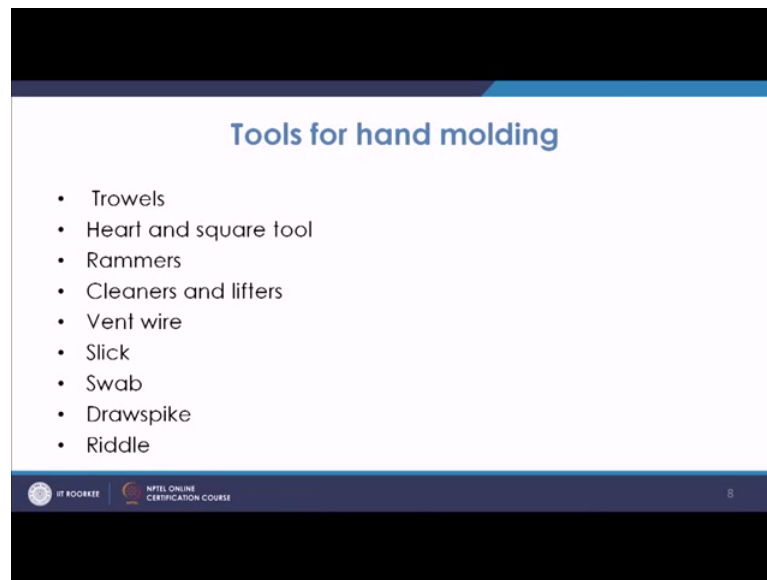 Tools for hand molding
• Trowels
• Heart and square tool
• Rammers
• Cleaners and lifters
• Vent wire
• Slick
• Swab
• Drawspike
• Riddle
IIT ROORKEE
NPTEL ONLINE
CERTIFICATION COURSE
8